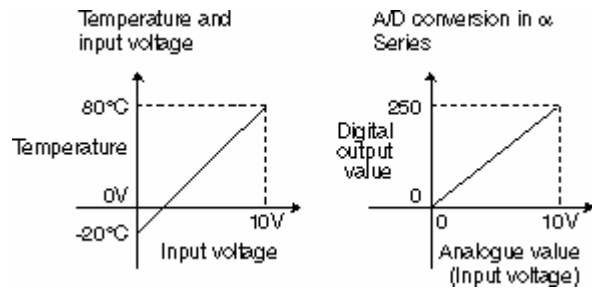 Temperature and
input voltage
80°C
Temperature
0V
-20°C
10V
Input voltage
A/D conversion in α
Series
250
Digital
output
value
0
0
10V
Analogue value
(Input voltage)